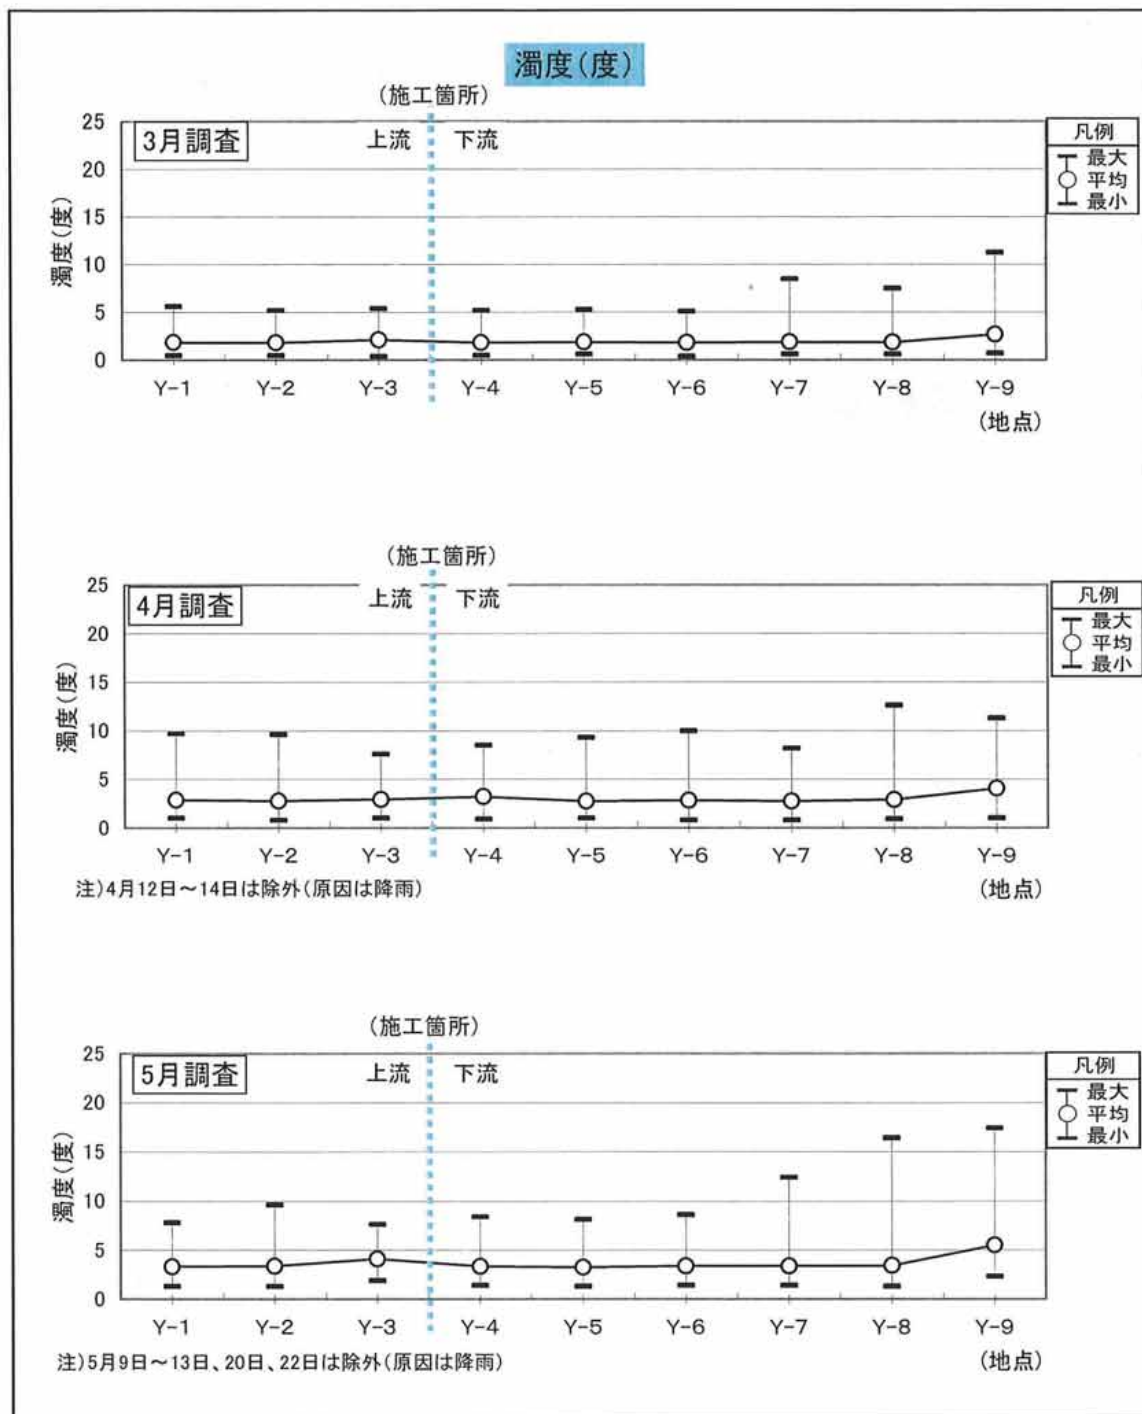 濁度(度)
(施工箇所)
3月調査
上流
下流
凡例
最大
平均
最小
濁度(度)
25
20
15
10
5
0
Y-1 Y-2 Y-3 Y-4 Y-5 Y-6 Y-7 Y-8 Y-9
(地点)
(施工箇所)
4月調査
上流
下流
凡例
最大
平均
最小
濁度(度)
25
20
15
10
5
0
Y-1 Y-2 Y-3 Y-4 Y-5 Y-6 Y-7 Y-8 Y-9
注)4月12日~14日は除外(原因は降雨)
(地点)
(施工箇所)
5月調査
上流
下流
凡例
最大
平均
最小
濁度(度)
25
20
15
10
5
0
Y-1 Y-2 Y-3 Y-4 Y-5 Y-6 Y-7 Y-8 Y-9
注)5月9日~13日、20日、22日は除外(原因は降雨)
(地点)